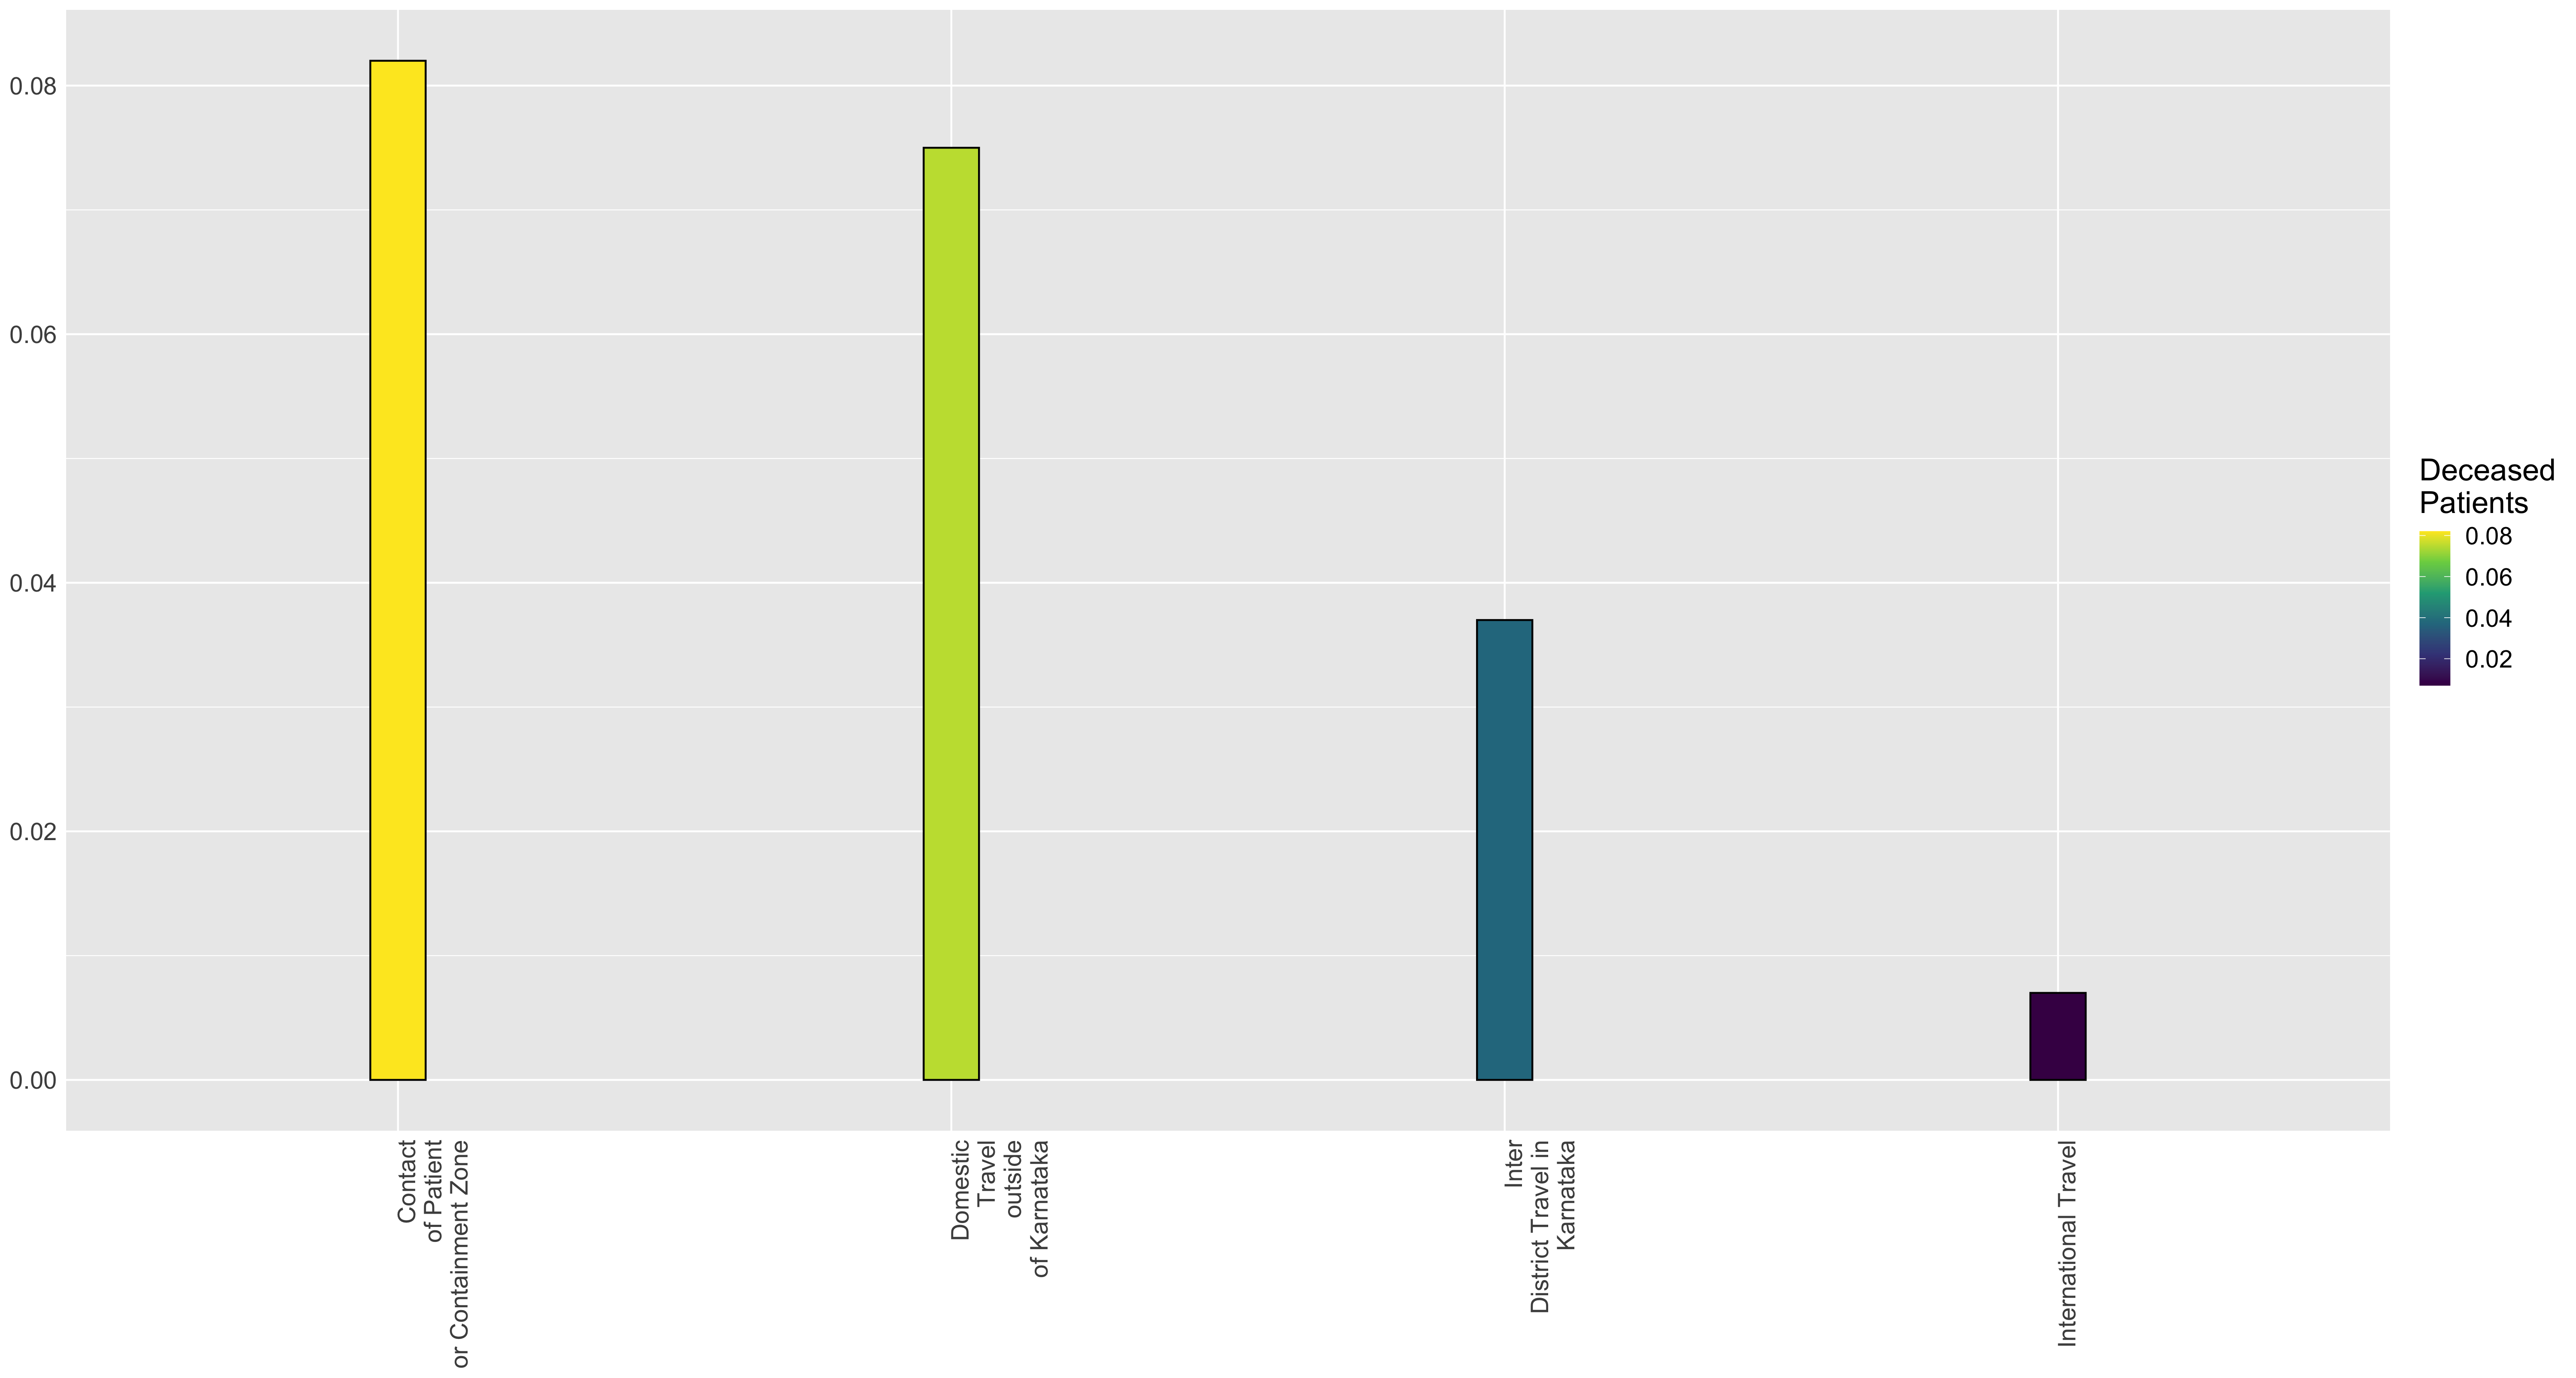 0.08
0.06
0.04
0.02
0.00
Contact
of Patient
or Containment Zone
Domestic
Travel
outside
of Karnataka
Inter
District Travel in
Karnataka
International Travel
Deceased
Patients
0.08
0.06
0.04
0.02